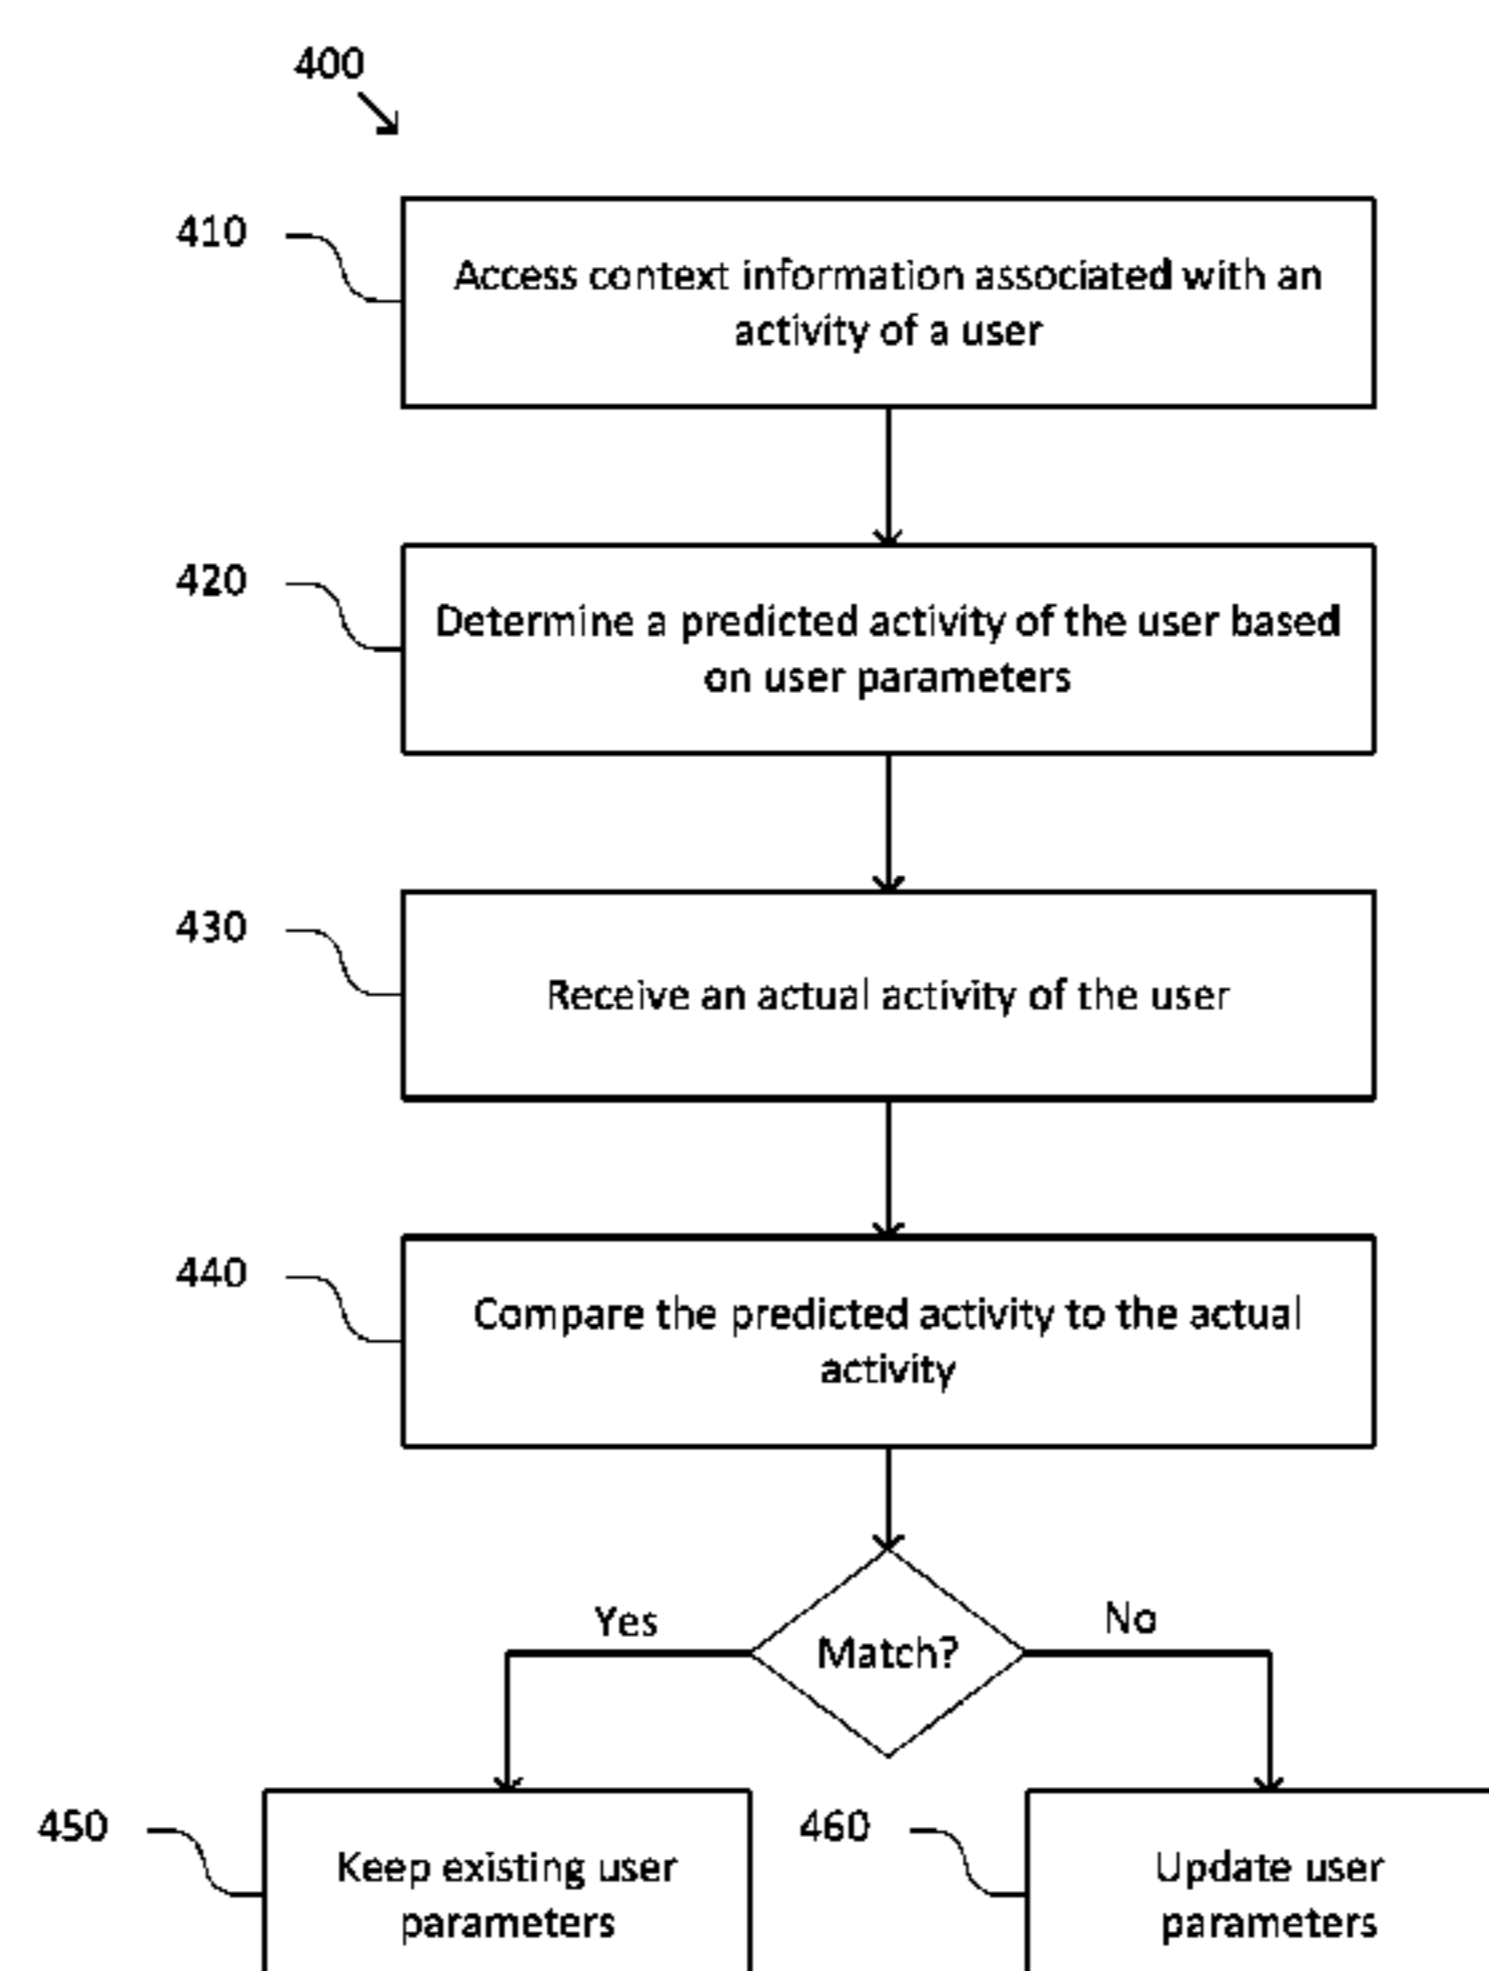 400
410
Access context information associated with an
activity of a user
420
Determine a predicted activity of the user based
on user parameters
430
Receive an actual activity of the user
440
Compare the predicted activity to the actual
activity
Yes
Match?
No
450
Keep existing user
parameters
460
Update user
parameters